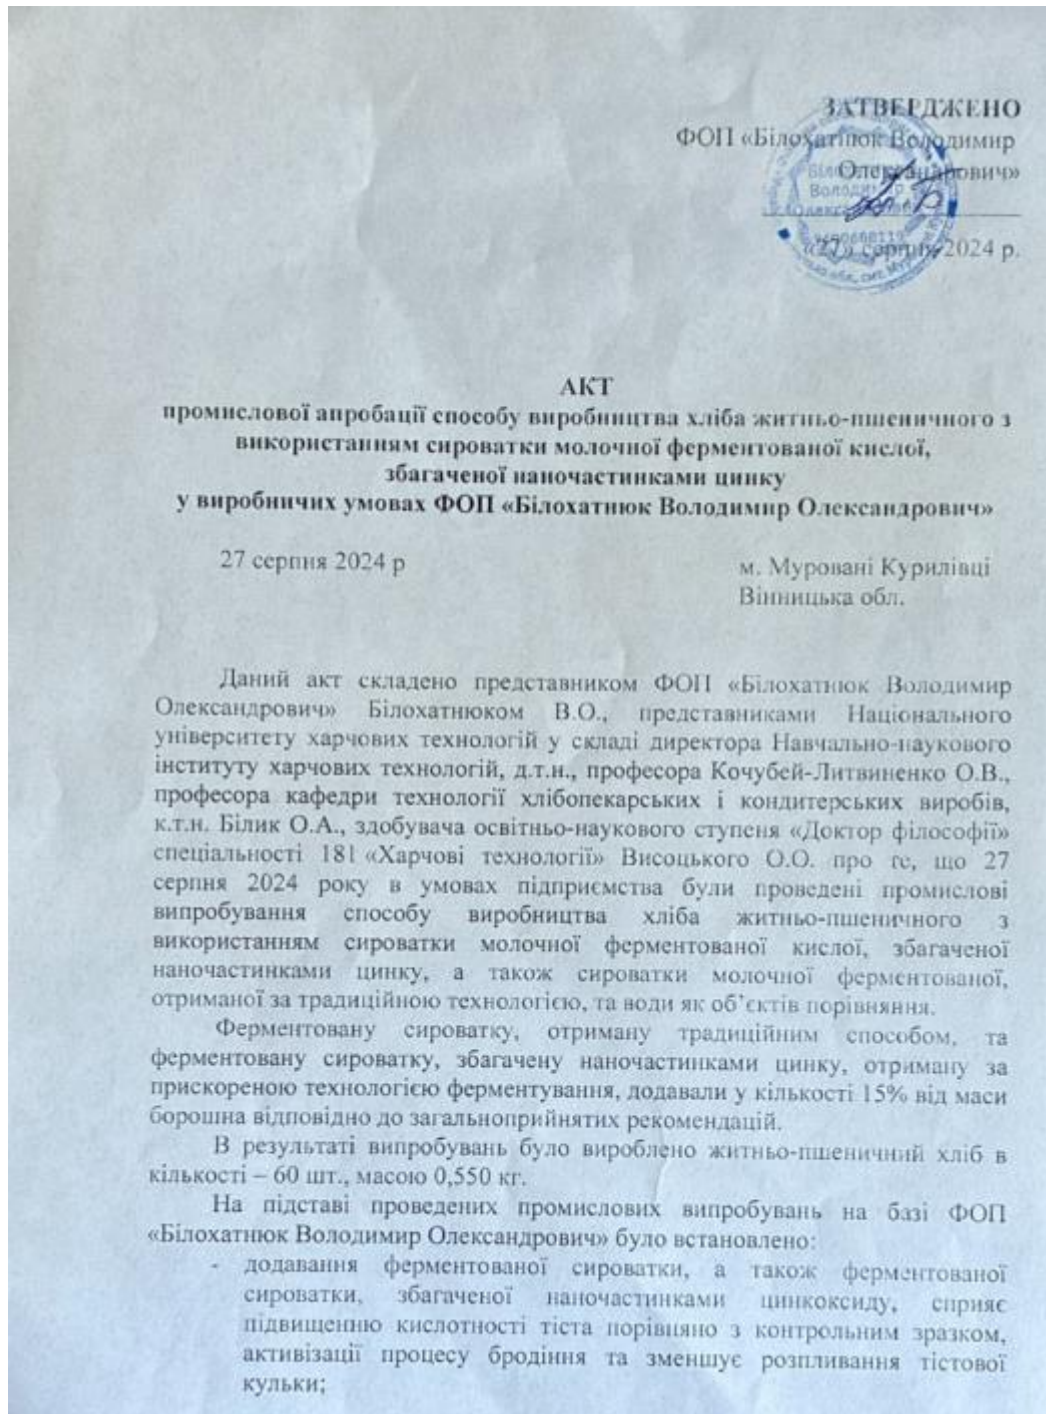 ЗАТВЕРДЖЕНО
ФОП «Білохатнюк Володимир
Олександрович»
Володимир
«27» серпня 2024 р.
АКТ
промислової апробації способу виробництва хліба житньо-пшеничного з
використанням сироватки молочної ферментованої кислої,
збагаченої наночастинками цинку
у виробничих умовах ФОП «Білохатнюк Володимир Олександрович»
27 серпня 2024 р
м. Муровані Курилівці
Вінницька обл.
Даний акт складено представником ФОП «Білохатнюк Володимир
Олександрович» Білохатнюком В.О., представниками Національного
університету харчових технологій у складі директора Навчально-наукового
інституту харчових технологій, д.т.н., професора Кочубей-Литвиненко О.В.,
професора кафедри технології хлібопекарських і кондитерських виробів,
к.т.н. Білик О.А., здобувача освітньо-наукового ступеня «Доктор філософії»
спеціальності 181 «Харчові технології» Висоцького О.О. про те, що 27
серпня 2024 року в умовах підприємства були проведені промислові
випробування способу виробництва хліба житньо-пшеничного з
використанням сироватки молочної ферментованої кислої, збагаченої
наночастинками цинку, а також сироватки молочної ферментованої,
отриманої за традиційною технологією, та води як об’єктів порівняння.
Ферментовану сироватку, отриману традиційним способом, та
ферментовану сироватку, збагачену наночастинками цинку, отриману за
прискореною технологією ферментування, додавали у кількості 15% від маси
борошна відповідно до загальноприйнятих рекомендацій.
В результаті випробувань було вироблено житньо-пшеничний хліб в
кількості – 60 шт., масою 0,550 кг.
На підставі проведених промислових випробувань на базі ФОП
«Білохатнюк Володимир Олександрович» було встановлено:
- додавання ферментованої сироватки, а також ферментованої
сироватки, збагаченої наночастинками цинкоксиду, сприяє
підвищенню кислотності тіста порівняно з контрольним зразком,
активізації процесу бродіння та зменшує розпливання тістової
кульки;